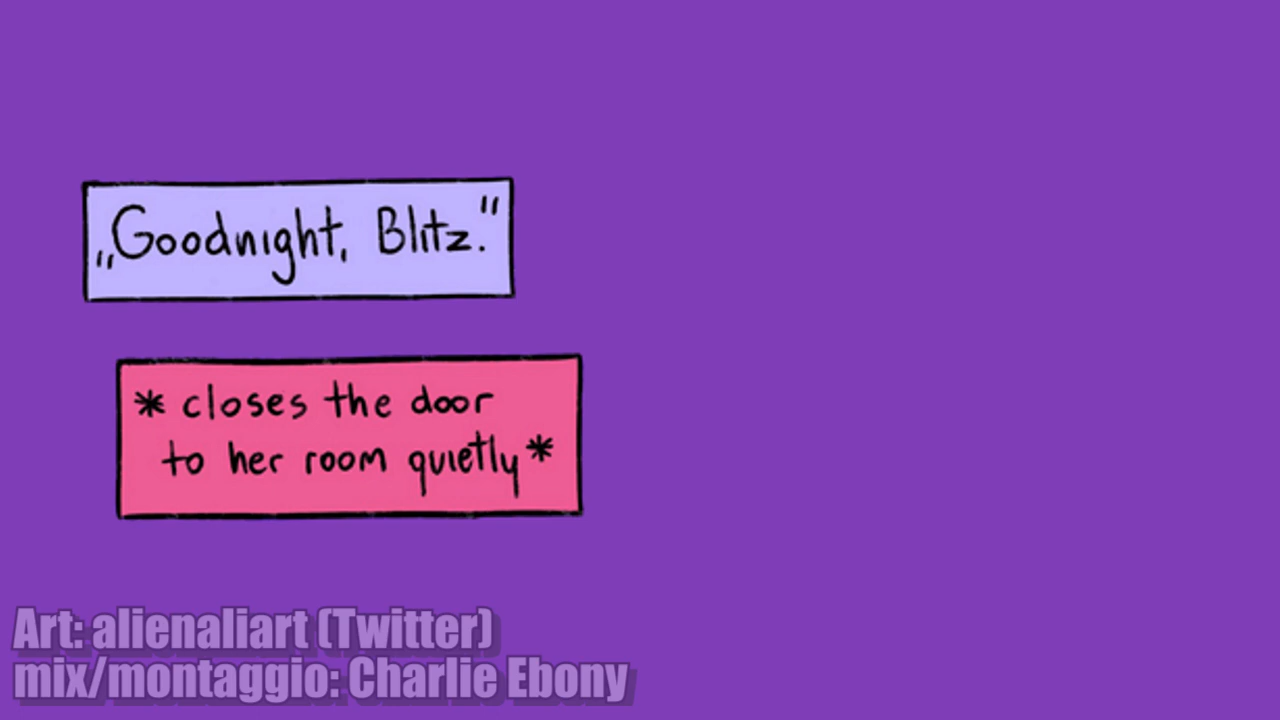 „Goodnight, Blitz."
* closes the door
to her room quietly *
Art: alienaliart (Twitter)
mix/montaggio: Charlie Ebony